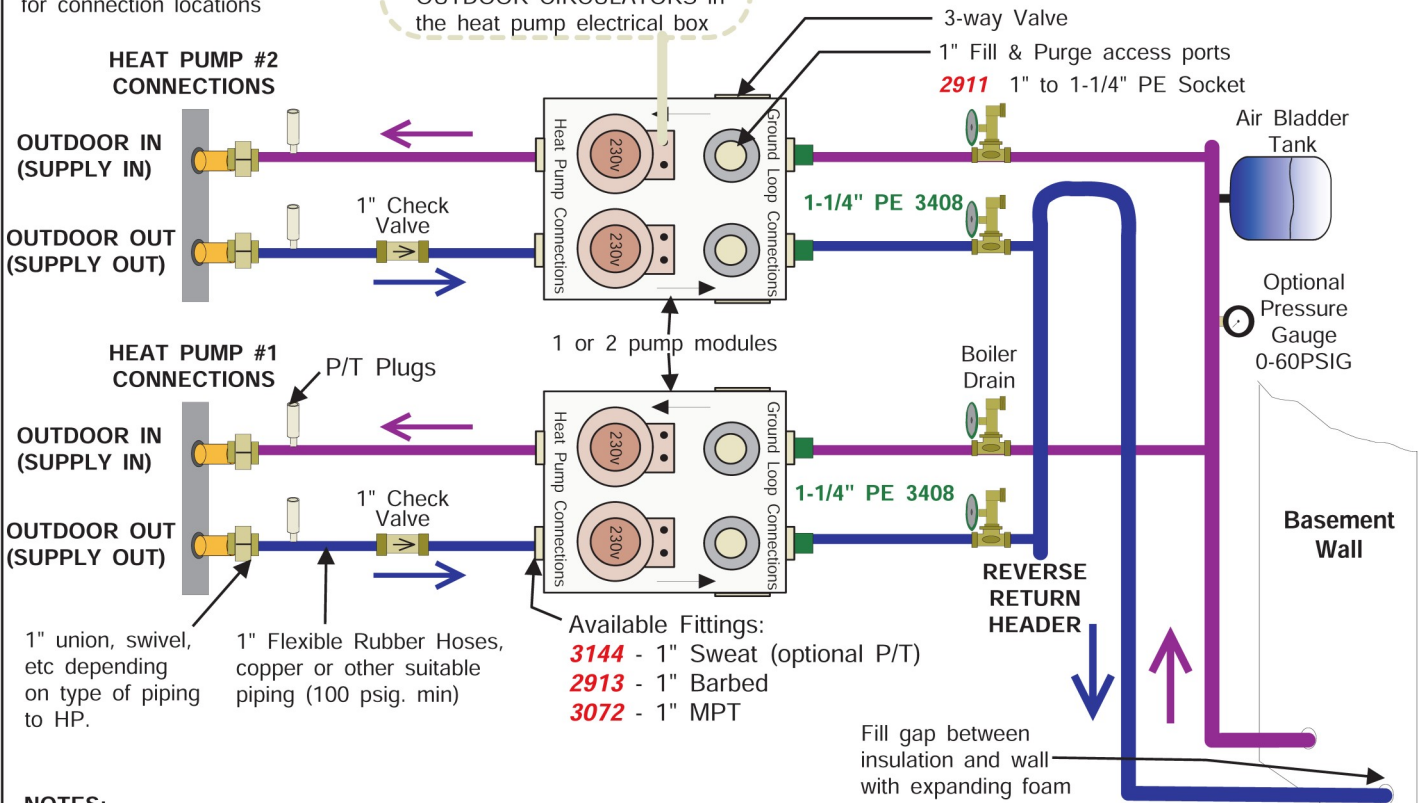 for connection locations
OUTDOOR CIRCULATORS in
the heat pump electrical box
3-way Valve
1" Fill & Purge access ports
2911 1" to 1-1/4" PE Socket
HEAT PUMP #2
CONNECTIONS
OUTDOOR IN
(SUPPLY IN)
OUTDOOR OUT
(SUPPLY OUT)
1" Check
Valve
Heat Pump Connections
230v
230v
Ground Loop Connections
1-1/4" PE 3408
Air Bladder
Tank
Optional
Pressure
Gauge
0-60PSIG
1 or 2 pump modules
HEAT PUMP #1
CONNECTIONS
P/T Plugs
OUTDOOR IN
(SUPPLY IN)
OUTDOOR OUT
(SUPPLY OUT)
1" Check
Valve
Heat Pump Connections
230v
230v
Ground Loop Connections
Boiler
Drain
1-1/4" PE 3408
REVERSE
RETURN
HEADER
Basement
Wall
1" union, swivel,
etc depending
on type of piping
to HP.
1" Flexible Rubber Hoses,
copper or other suitable
piping (100 psig. min)
Available Fittings:
3144 - 1" Sweat (optional P/T)
2913 - 1" Barbed
3072 - 1" MPT
Fill gap between
insulation and wall
with expanding foam
NOTES: